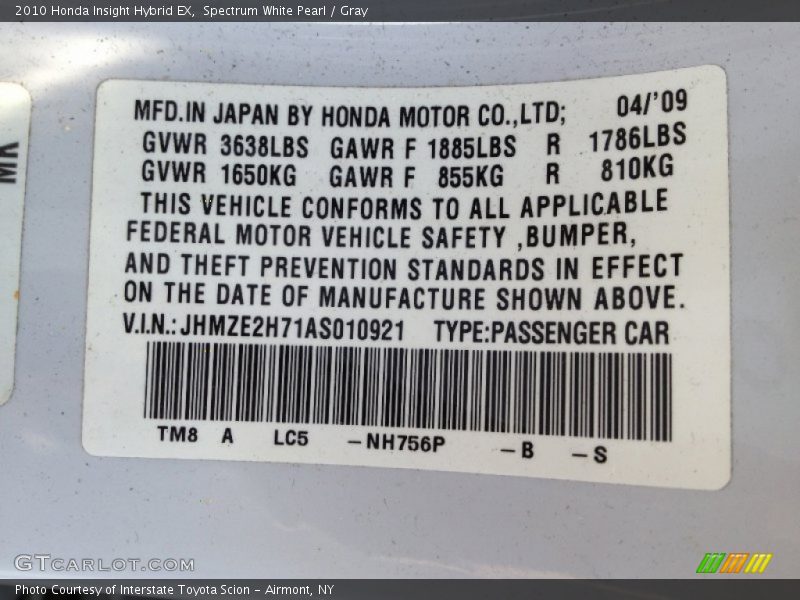 2010 Honda Insight Hybrid EX, Spectrum White Pearl / Gray
MFD.IN JAPAN BY HONDA MOTOR CO.,LTD; 04/'09
GVWR 3638LBS GAWR F 1885LBS R 1786LBS
GVWR 1650KG GAWR F 855KG R 810KG
THIS VEHICLE CONFORMS TO ALL APPLICABLE
FEDERAL MOTOR VEHICLE SAFETY ,BUMPER,
AND THEFT PREVENTION STANDARDS IN EFFECT
ON THE DATE OF MANUFACTURE SHOWN ABOVE.
V.I.N.: JHMZE2H71AS010921 TYPE:PASSENGER CAR
TM8 A LC5 –NH756P –B –S
MK
GTCARLOT.COM
Photo Courtesy of Interstate Toyota Scion – Airmont, NY